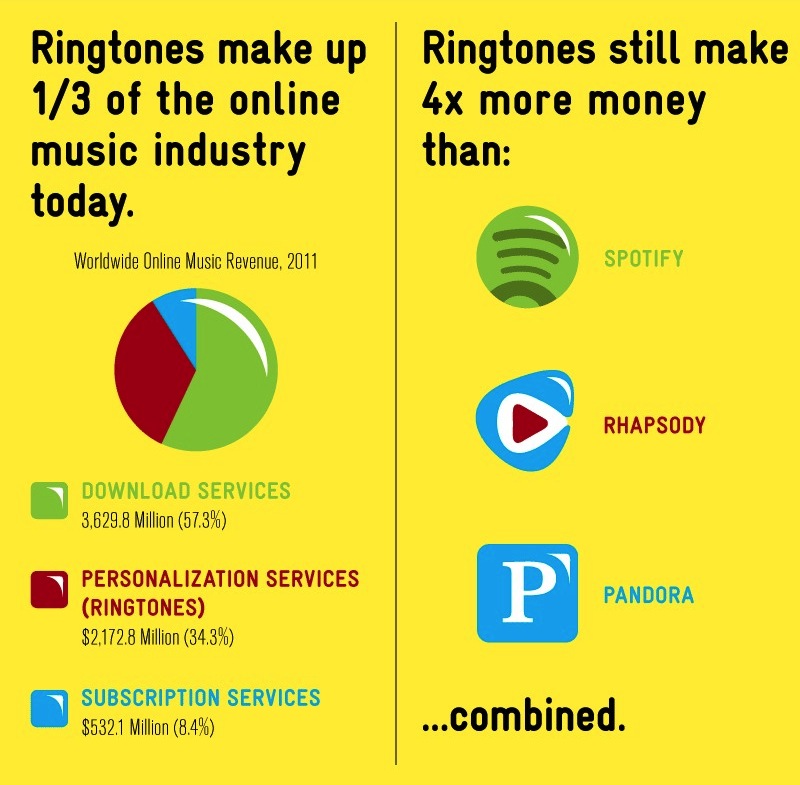 Ringtones make up
1/3 of the online
music industry
today.
Worldwide Online Music Revenue, 2011
DOWNLOAD SERVICES
3,629.8 Million (57.3%)
PERSONALIZATION SERVICES
(RINGTONES)
$2,172.8 Million (34.3%)
SUBSCRIPTION SERVICES
$532.1 Million (8.4%)
Ringtones still make
4x more money
than:
SPOTIFY
RHAPSODY
P
PANDORA
...combined.